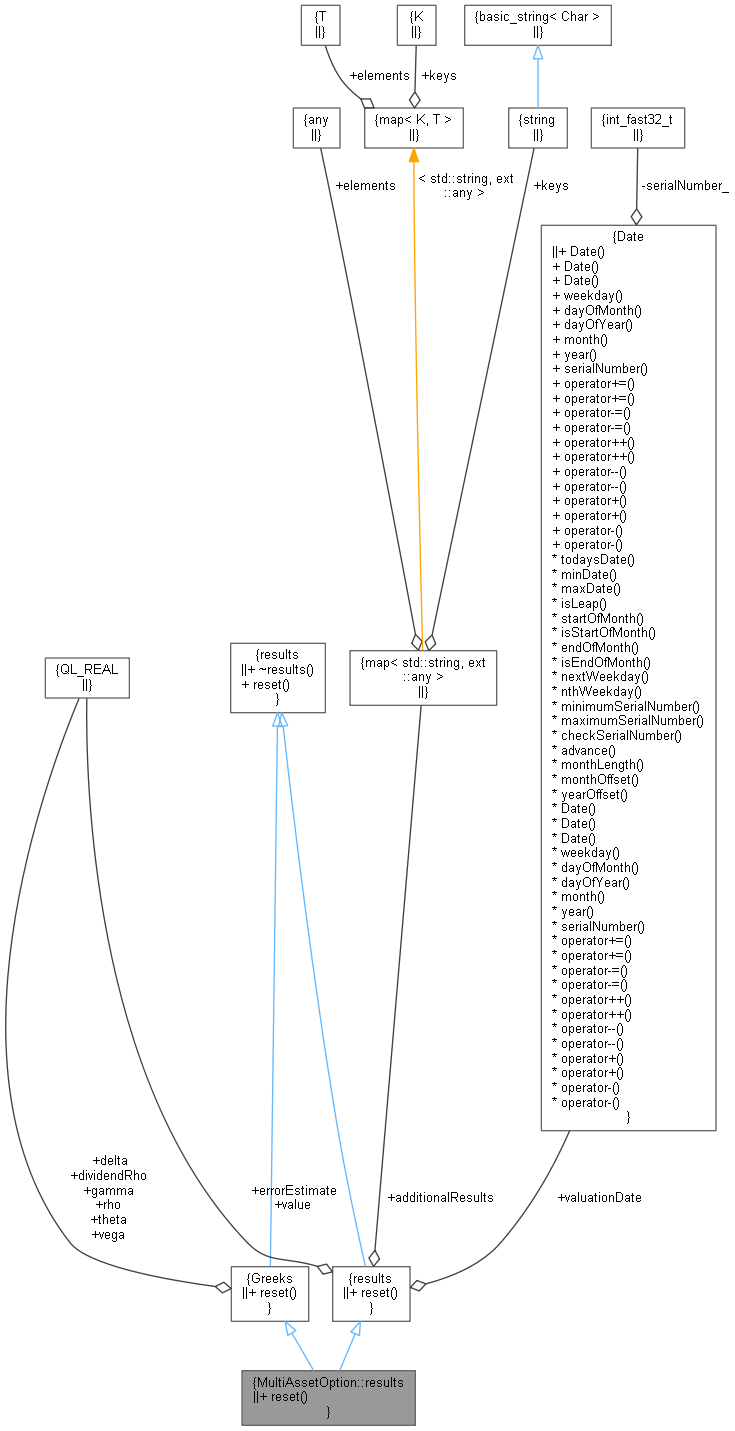 {T
||}
{K
||}
{basic_string< Char >
||}
+elements
+keys
{any
||}
{map< K, T >
||}
{string
||}
{int_fast32_t
||}
+elements
< std::string, ext
::any >
+keys
-serialNumber_
{Date
||+ Date()
+ Date()
+ Date()
+ weekday()
+ dayOfMonth()
+ dayOfYear()
+ month()
+ year()
+ serialNumber()
+ operator+=()
+ operator+=()
+ operator-=()
+ operator-=()
+ operator++()
+ operator++()
+ operator--()
+ operator--()
+ operator+()
+ operator+()
+ operator-()
+ operator-()
* todaysDate()
* minDate()
* maxDate()
* isLeap()
* startOfMonth()
* isStartOfMonth()
* endOfMonth()
* isEndOfMonth()
* nextWeekday()
* nthWeekday()
* minimumSerialNumber()
* maximumSerialNumber()
* checkSerialNumber()
* advance()
* monthLength()
* monthOffset()
* yearOffset()
* Date()
* Date()
* Date()
* weekday()
* dayOfMonth()
* dayOfYear()
* month()
* year()
* serialNumber()
* operator+=()
* operator+=()
* operator-=()
* operator-=()
* operator++()
* operator++()
* operator--()
* operator--()
* operator+()
* operator+()
* operator-()
* operator-()
}
{results
||+ ~results()
+ reset()
}
{map< std::string, ext
::any >
||}
{QL_REAL
||}
+delta
+dividendRho
+gamma
+rho
+theta
+vega
+errorEstimate
+value
+additionalResults
+valuationDate
{Greeks
||+ reset()
}
{results
||+ reset()
}
{MultiAssetOption::results
||+ reset()
}